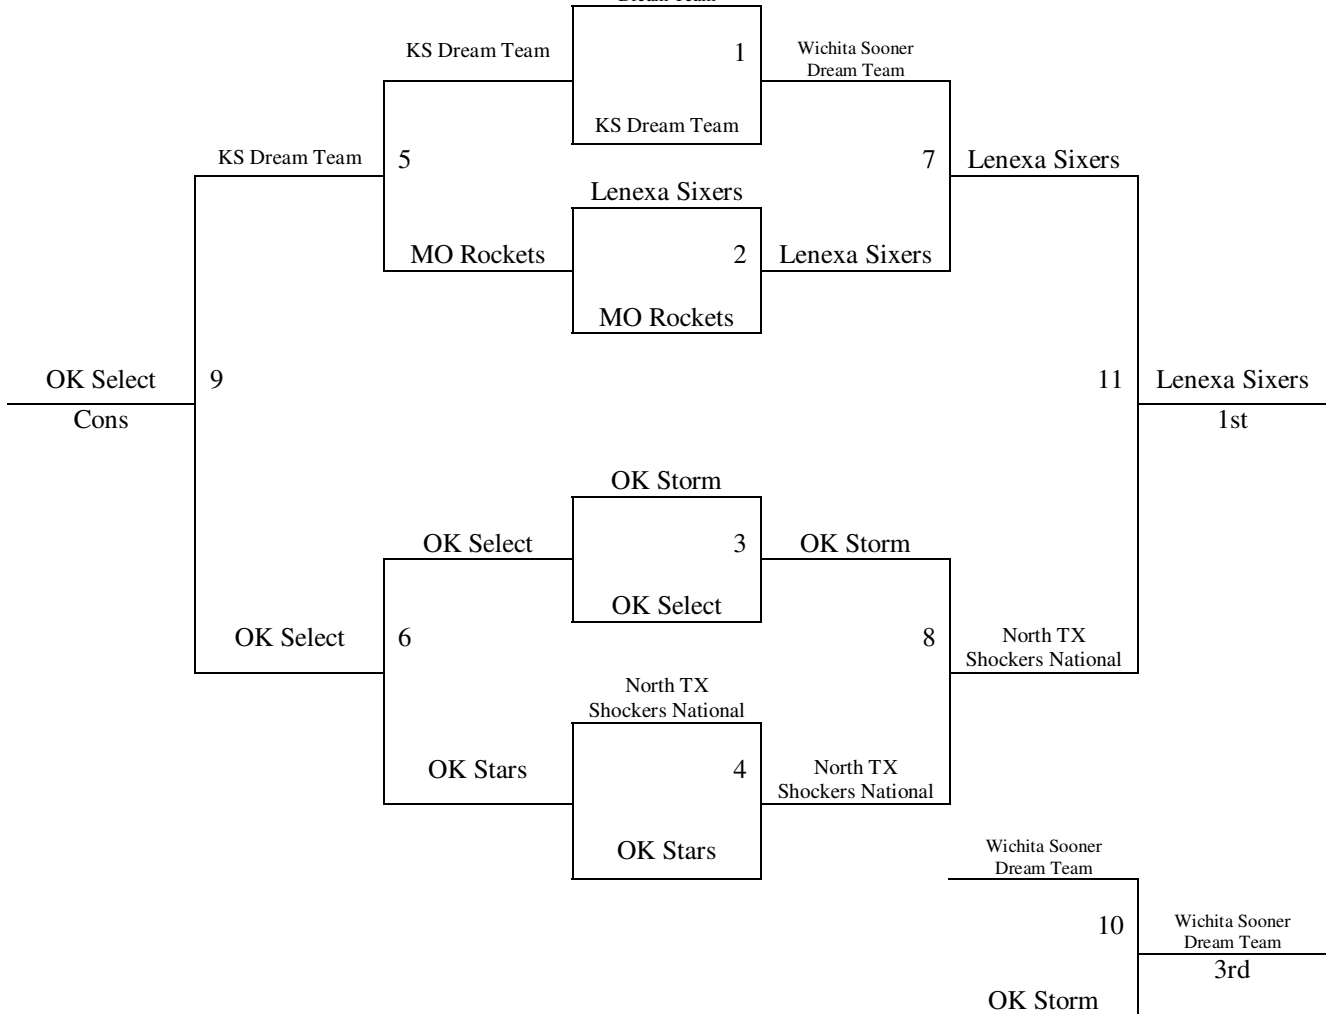 Dream Team
KS Dream Team
1
Wichita Sooner
Dream Team
KS Dream Team
KS Dream Team
5
7
Lenexa Sixers
Lenexa Sixers
MO Rockets
2
Lenexa Sixers
MO Rockets
OK Select
9
11
Lenexa Sixers
Cons
1st
OK Storm
OK Select
3
OK Storm
OK Select
OK Select
6
8
North TX
Shockers National
North TX
Shockers National
OK Stars
4
North TX
Shockers National
OK Stars
Wichita Sooner
Dream Team
10
Wichita Sooner
Dream Team
3rd
OK Storm